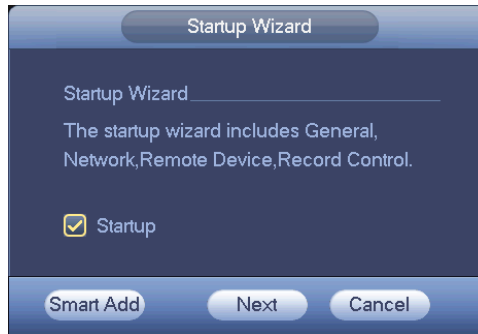 Startup Wizard
Startup Wizard
The startup wizard includes General,
Network,Remote Device,Record Control.
Startup
Smart Add Next Cancel